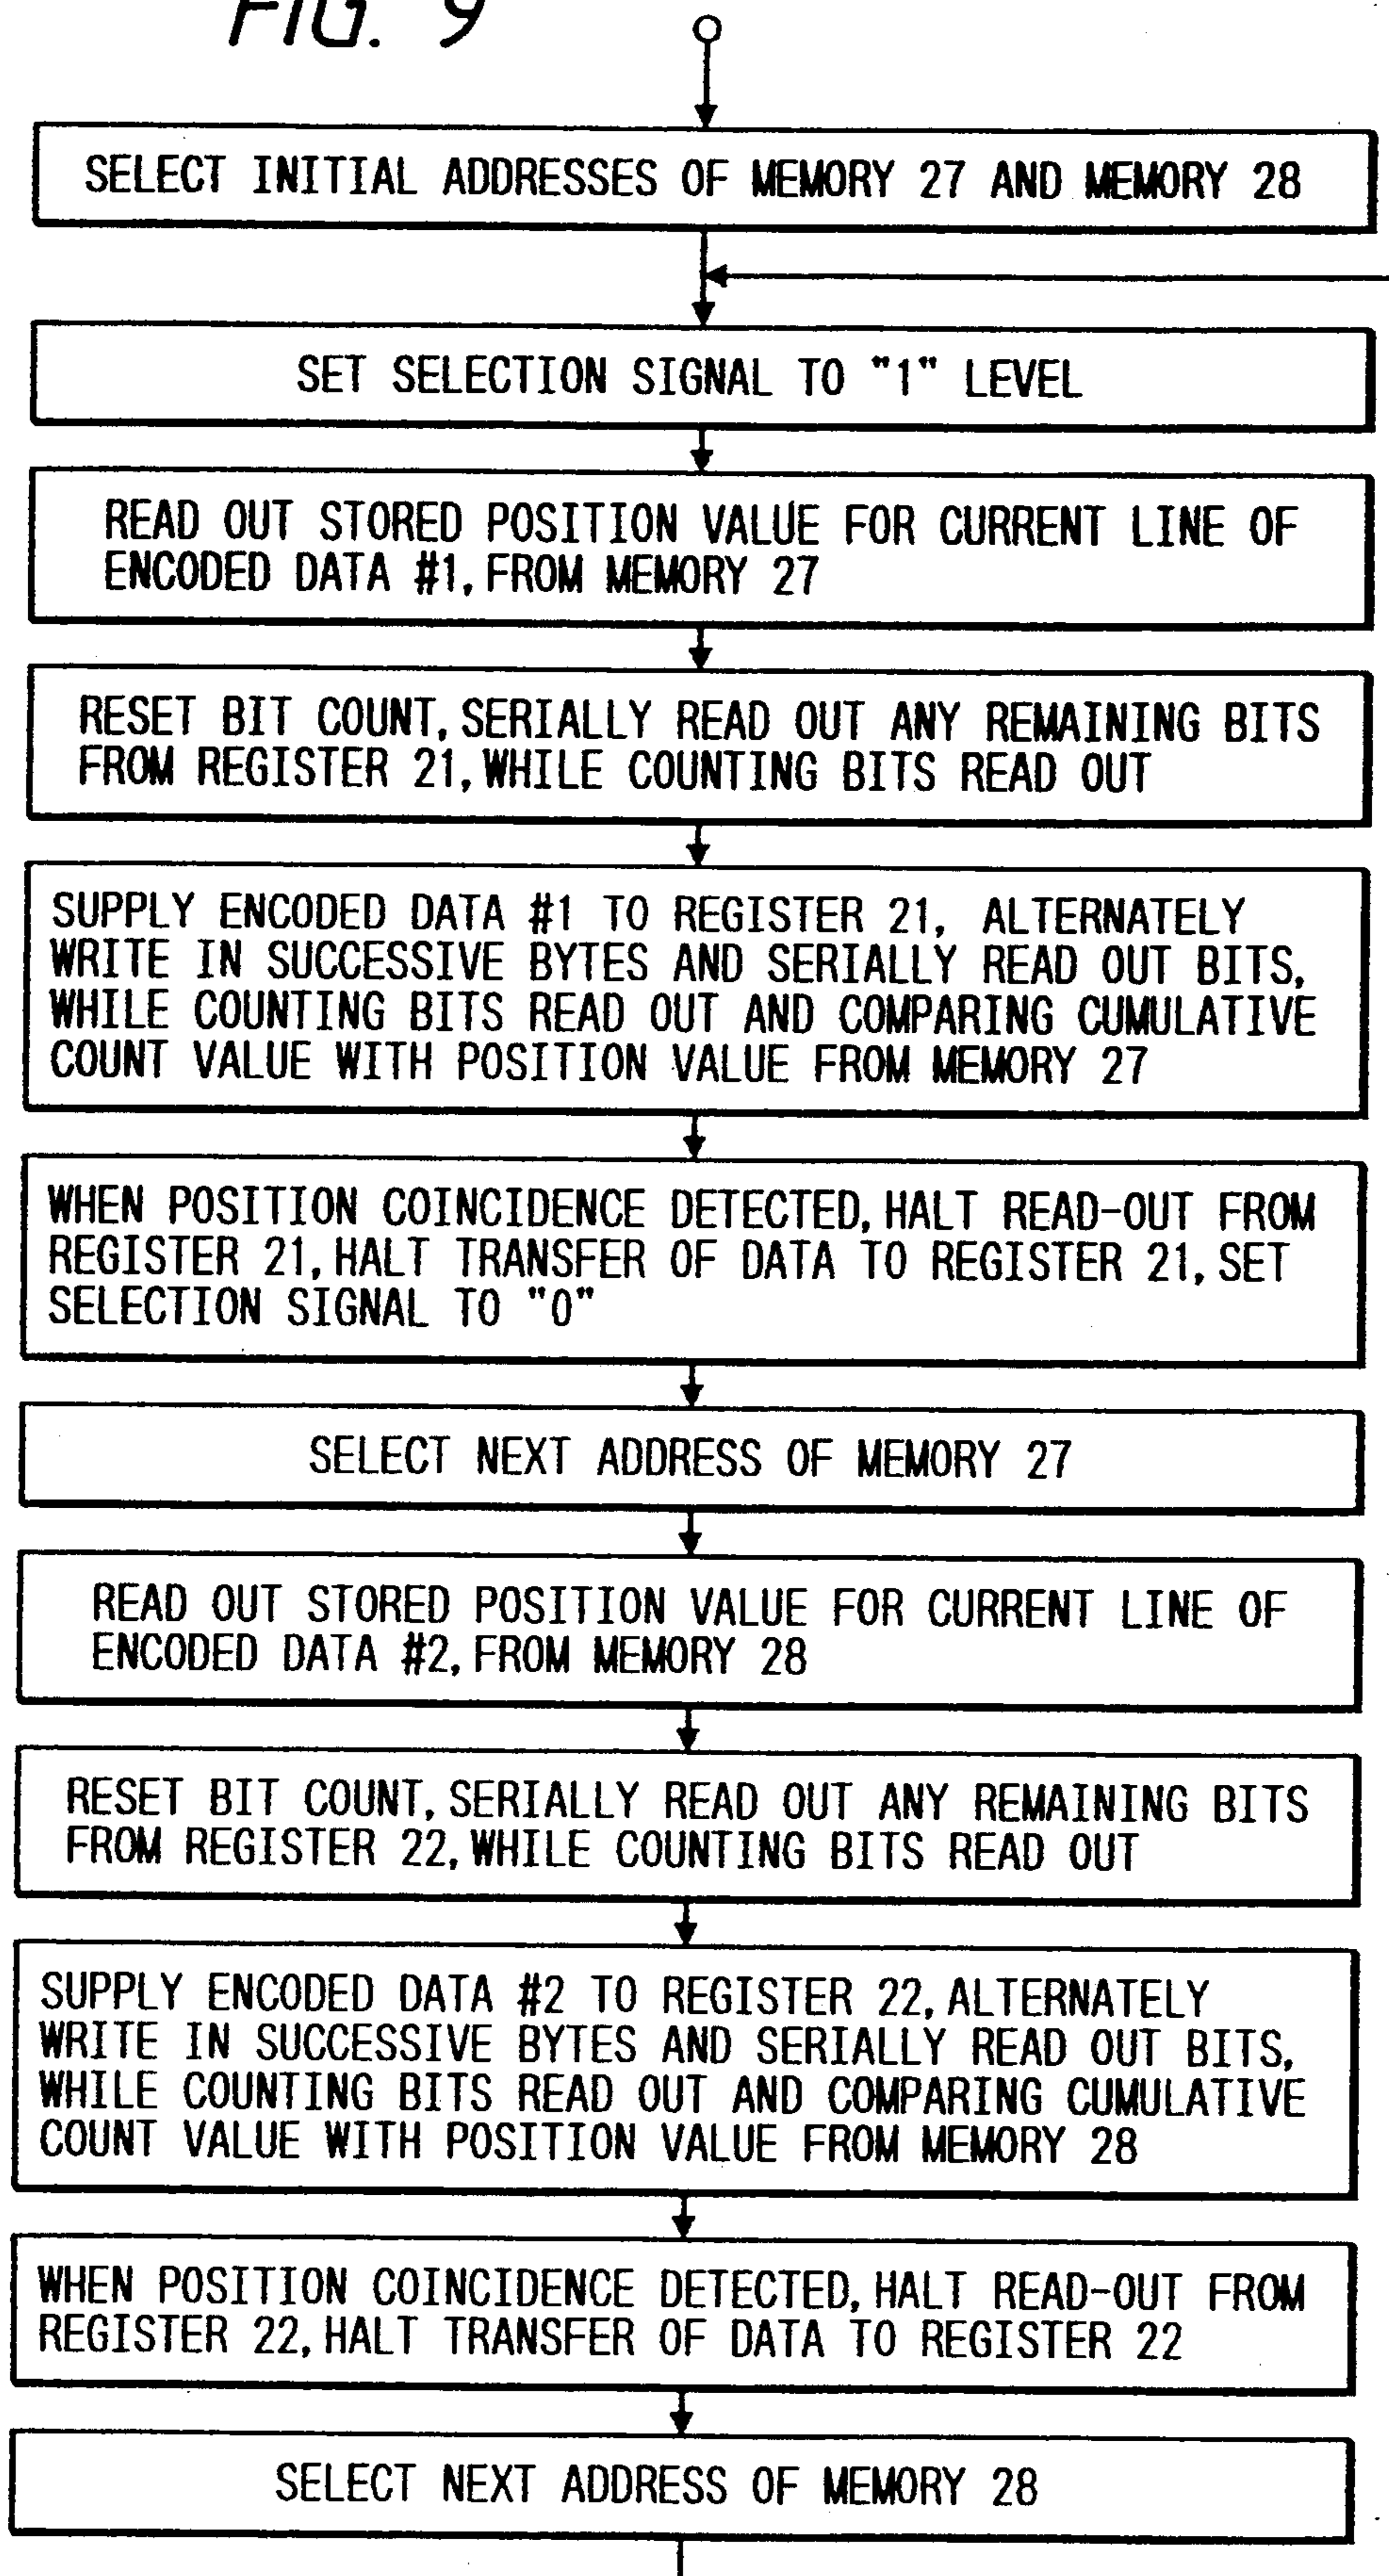 FIG. 9
SELECT INITIAL ADDRESSES OF MEMORY 27 AND MEMORY 28
SET SELECTION SIGNAL TO "1" LEVEL
READ OUT STORED POSITION VALUE FOR CURRENT LINE OF
ENCODED DATA #1, FROM MEMORY 27
RESET BIT COUNT, SERIALLY READ OUT ANY REMAINING BITS
FROM REGISTER 21, WHILE COUNTING BITS READ OUT
SUPPLY ENCODED DATA #1 TO REGISTER 21, ALTERNATELY
WRITE IN SUCCESSIVE BYTES AND SERIALLY READ OUT BITS,
WHILE COUNTING BITS READ OUT AND COMPARING CUMULATIVE
COUNT VALUE WITH POSITION VALUE FROM MEMORY 27
WHEN POSITION COINCIDENCE DETECTED, HALT READ-OUT FROM
REGISTER 21, HALT TRANSFER OF DATA TO REGISTER 21, SET
SELECTION SIGNAL TO "0"
SELECT NEXT ADDRESS OF MEMORY 27
READ OUT STORED POSITION VALUE FOR CURRENT LINE OF
ENCODED DATA #2, FROM MEMORY 28
RESET BIT COUNT, SERIALLY READ OUT ANY REMAINING BITS
FROM REGISTER 22, WHILE COUNTING BITS READ OUT
SUPPLY ENCODED DATA #2 TO REGISTER 22, ALTERNATELY
WRITE IN SUCCESSIVE BYTES AND SERIALLY READ OUT BITS,
WHILE COUNTING BITS READ OUT AND COMPARING CUMULATIVE
COUNT VALUE WITH POSITION VALUE FROM MEMORY 28
WHEN POSITION COINCIDENCE DETECTED, HALT READ-OUT FROM
REGISTER 22, HALT TRANSFER OF DATA TO REGISTER 22
SELECT NEXT ADDRESS OF MEMORY 28